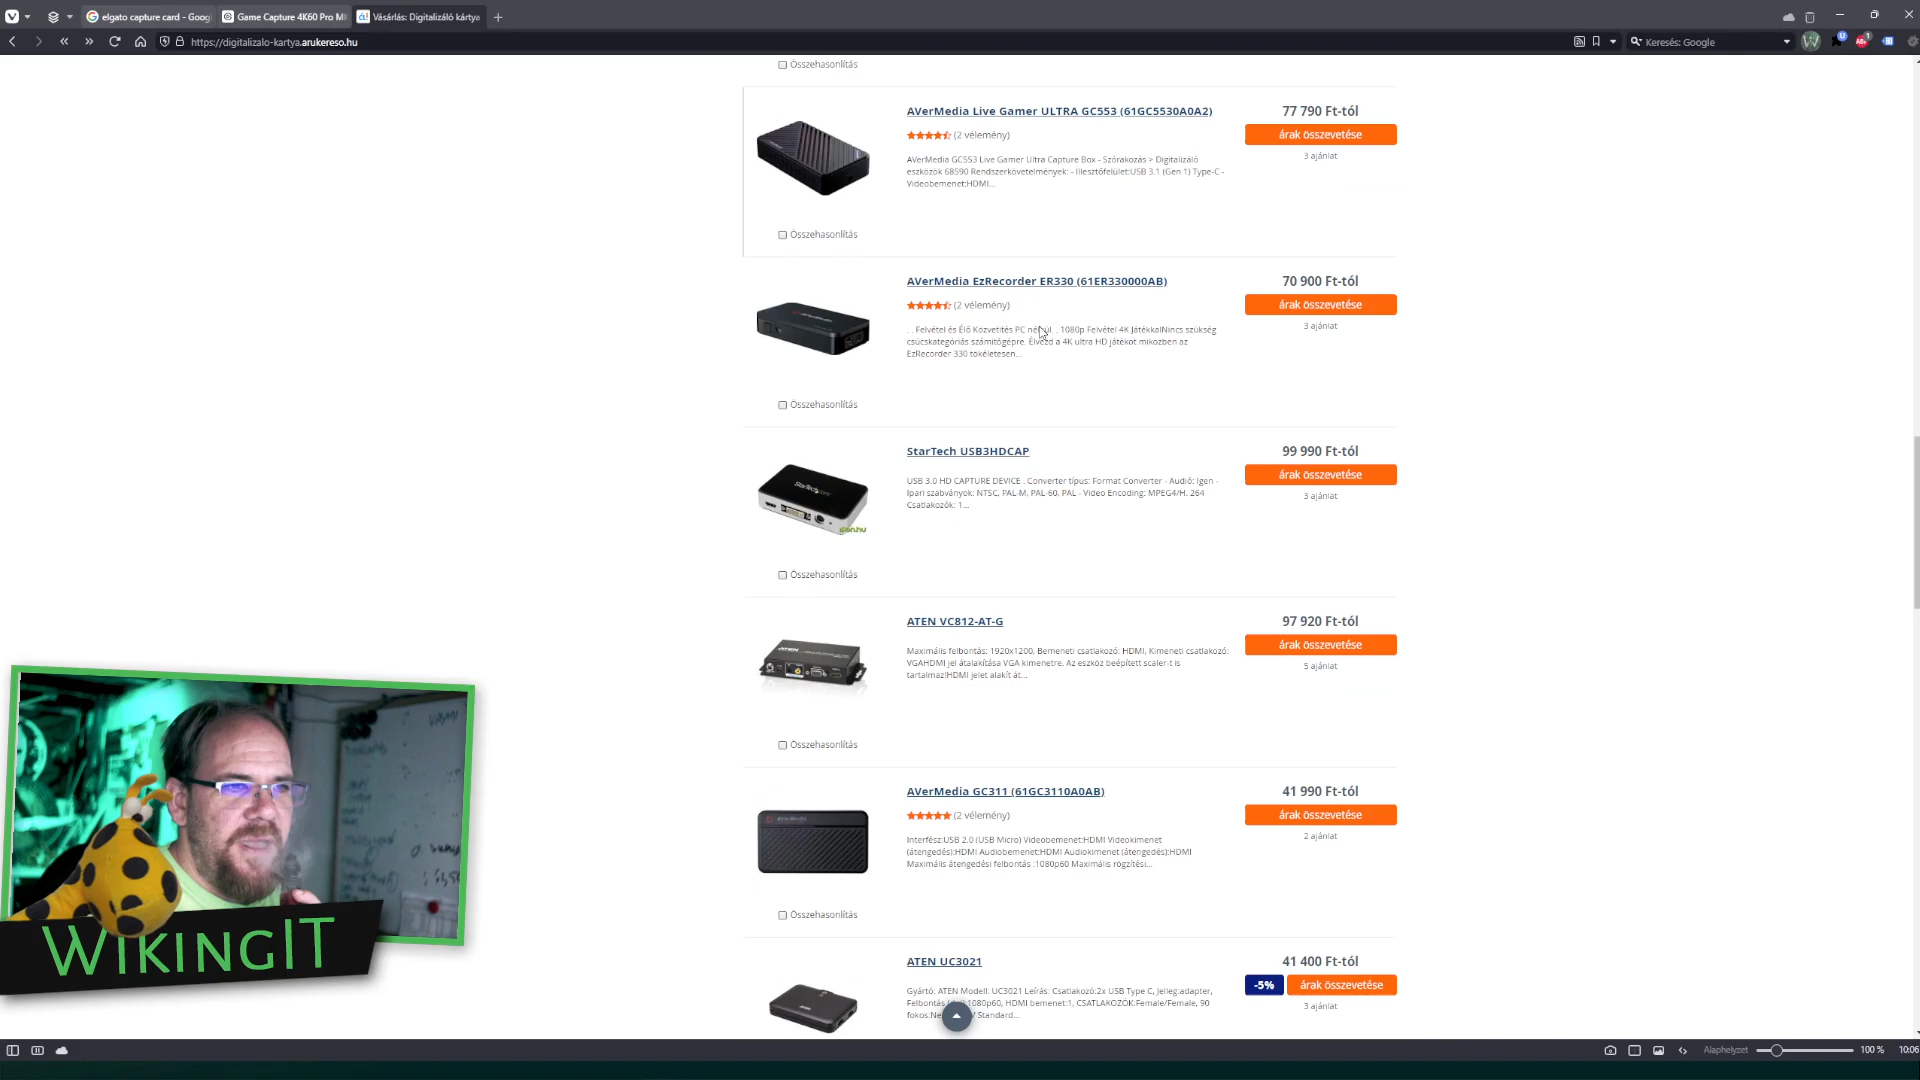 elgato capture card - Goog
Game Capture 4K60 Pro M
Vásárlás: Digitalizáló kártya
https://digitalizalo-kartya.arukereso.hu
Keresés: Google
Összehasonlítás
AVerMedia Live Gamer ULTRA GC553 (61GC5530A0A2)
(2 vélemény)
AVerMedia GC553 Live Gamer Ultra Capture Box - Szórakozás > Digitalizáló
eszközök 68590 Rendszerkövetelmények: - Illesztőfelület:USB 3.1 (Gen 1) Type-C -
Videobemenet:HDMI...
77 790 Ft-tól
árak összevetése
3 ajánlat
Összehasonlítás
AVerMedia EzRecorder ER330 (61ER330000AB)
(2 vélemény)
. . Felvétel és Élő Közvetítés PC . . 1080p Felvétel 4K JátékkalNincs szükség
csúcskategóriás számítógépre. Élvezd a 4K ultra HD játékot miközben az
EzRecorder 330 tökéletesen...
70 900 Ft-tól
árak összevetése
3 ajánlat
Összehasonlítás
StarTech USB3HDCAP
USB 3.0 HD CAPTURE DEVICE . Converter típus: Format Converter - Audió: Igen -
Ipari szabványok: NTSC, PAL-M, PAL-60, PAL - Video Encoding: MPEG4/H. 264
Csatlakozók: 1...
99 990 Ft-tól
árak összevetése
3 ajánlat
Összehasonlítás
ATEN VC812-AT-G
Maximális felbontás: 1920x1200, Bemeneti csatlakozó: HDMI, Kimeneti csatlakozó:
VGAHDMI jel átalakítása VGA kimenetre. Az eszköz beépített scaler-t is
tartalmaz!HDMI jelet alakít át...
97 920 Ft-tól
árak összevetése
5 ajánlat
Összehasonlítás
AVerMedia GC311 (61GC3110A0AB)
(2 vélemény)
Interfész:USB 2.0 (USB Micro) Videobemenet:HDMI Videokimenet
(átengedés):HDMI Audiobemenet:HDMI Audiokimenet (átengedés):HDMI
Maximális átengedési felbontás :1080p60 Maximális rögzítési...
41 990 Ft-tól
árak összevetése
2 ajánlat
Összehasonlítás
ATEN UC3021
Gyártó: ATEN Modell: UC3021 Leírás: Csatlakozó:2x USB Type C, Jelleg:adapter,
Felbontás 1080p60, HDMI bemenet:1, CSATLAKOZÓK:Female/Female, 90
Standard...
41 400 Ft-tól
-5%
árak összevetése
3 ajánlat
WIKINGIT
Alaphelyzet
100 %
10:06